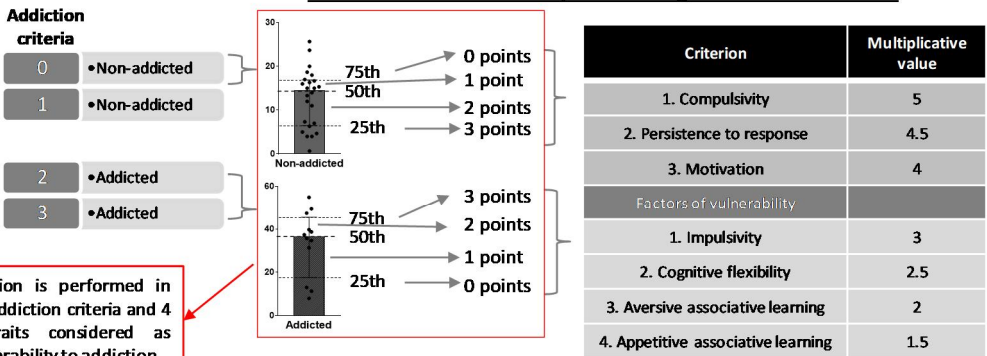 Addiction
criteria
0 •Non-addicted
1 •Non-addicted
2 •Addicted
3 •Addicted
30
20
10
0
75th
50th
25th
Non-addicted
0 points
1 point
2 points
3 points
60
40
20
0
75th
50th
25th
Addicted
3 points
2 points
1 point
0 points
ion is performed in
ddiction criteria and 4
aits considered as
erability to addiction
Criterion Multiplicative value
1. Compulsivity 5
2. Persistence to response 4.5
3. Motivation 4
Factors of vulnerability
1. Impulsivity 3
2. Cognitive flexibility 2.5
3. Aversive associative learning 2
4. Appetitive associative learning 1.5